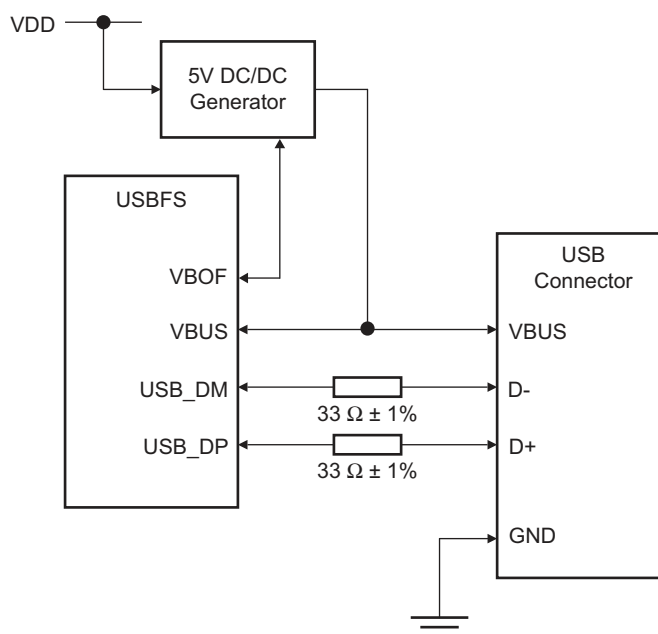 VDD
5V DC/DC
Generator
USBFS
VBOF
VBUS
USB_DM
USB_DP
33 Ω ± 1%
33 Ω ± 1%
USB
Connector
VBUS
D-
D+
GND